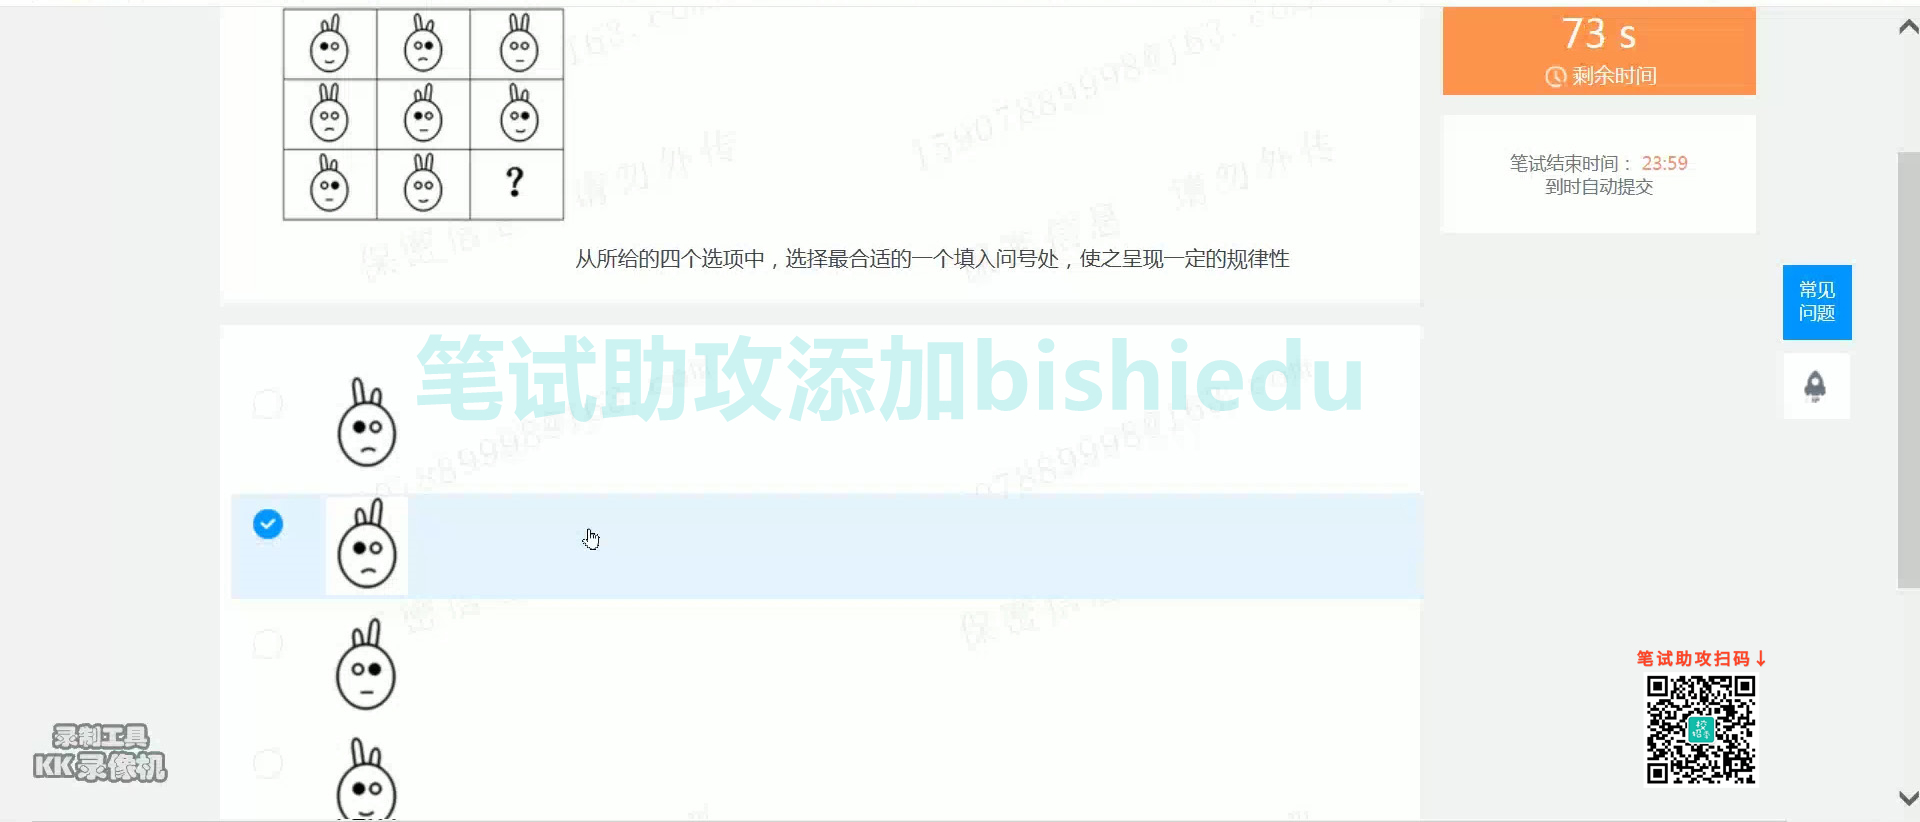 73 s
剩余时间
?
笔试结束时间： 23:59
到时自动提交
从所给的四个选项中，选择最合适的一个填入问号处，使之呈现一定的规律性
常见
问题
笔试助攻添加bishiedu
笔试助攻扫码↓
录制工具
KK录像机
请勿外传
请勿外传
保密信息